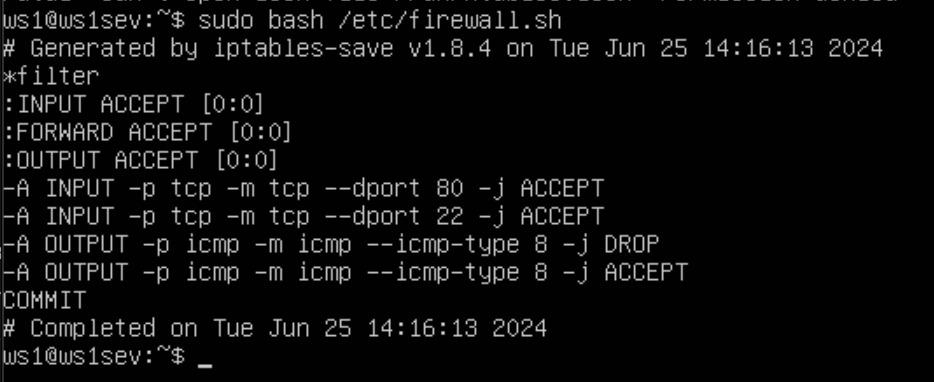 ws1@ws1sev:~$ sudo bash /etc/firewall.sh
# Generated by iptables-save v1.8.4 on Tue Jun 25 14:16:13 2024
*filter
:INPUT ACCEPT [0:0]
:FORWARD ACCEPT [0:0]
:OUTPUT ACCEPT [0:0]
-A INPUT -p tcp -m tcp --dport 80 -j ACCEPT
-A INPUT -p tcp -m tcp --dport 22 -j ACCEPT
-A OUTPUT -p icmp -m icmp --icmp-type 8 -j DROP
-A OUTPUT -p icmp -m icmp --icmp-type 8 -j ACCEPT
COMMIT
# Completed on Tue Jun 25 14:16:13 2024
ws1@ws1sev:~$ _